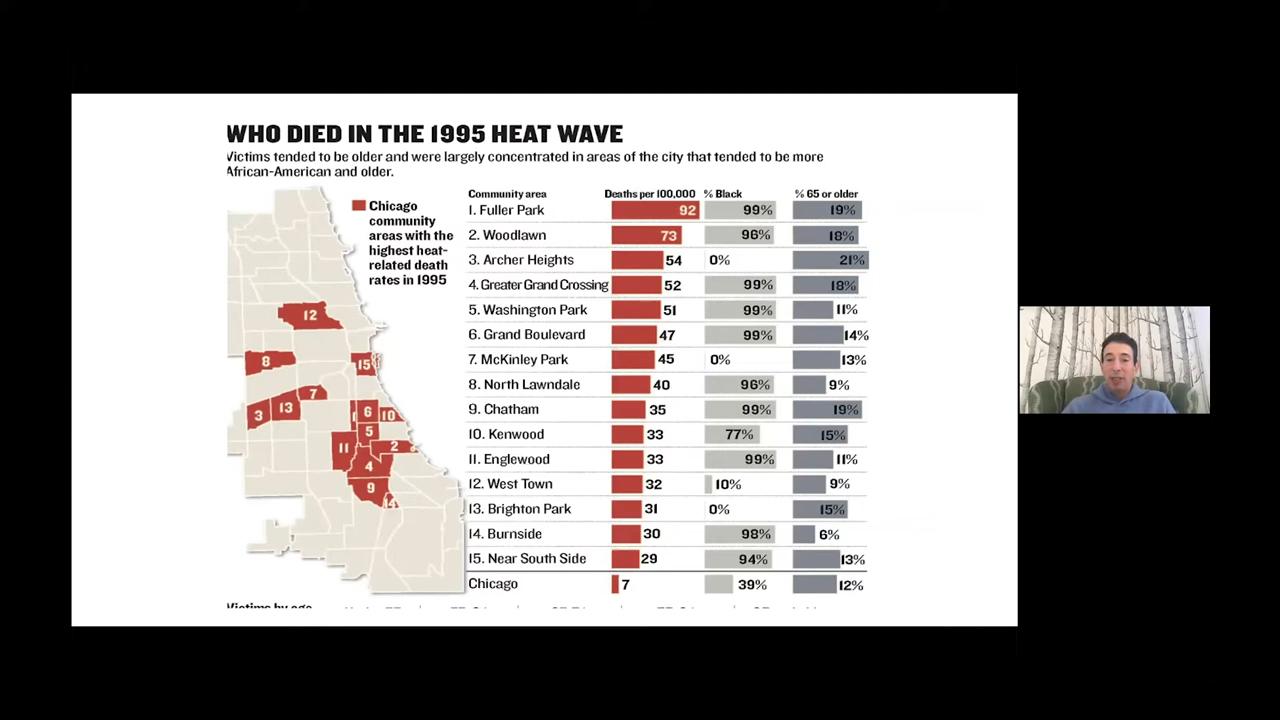 WHO DIED IN THE 1995 HEAT WAVE
Victims tended to be older and were largely concentrated in areas of the city that tended to be more
African-American and older.
Chicago
community
areas with the
highest heat-
related death
rates in 1995
12
8
15
7
3
13
6
10
5
11
2
4
9
14
Community area Deaths per 100,000 % Black % 65 or older
1. Fuller Park 92 99% 19%
2. Woodlawn 73 96% 18%
3. Archer Heights 54 0% 21%
4. Greater Grand Crossing 52 99% 18%
5. Washington Park 51 99% 11%
6. Grand Boulevard 47 99% 14%
7. McKinley Park 45 0% 13%
8. North Lawndale 40 96% 9%
9. Chatham 35 99% 19%
10. Kenwood 33 77% 15%
11. Englewood 33 99% 11%
12. West Town 32 10% 9%
13. Brighton Park 31 0% 15%
14. Burnside 30 98% 6%
15. Near South Side 29 94% 13%
Chicago 7 39% 12%
Victims by age